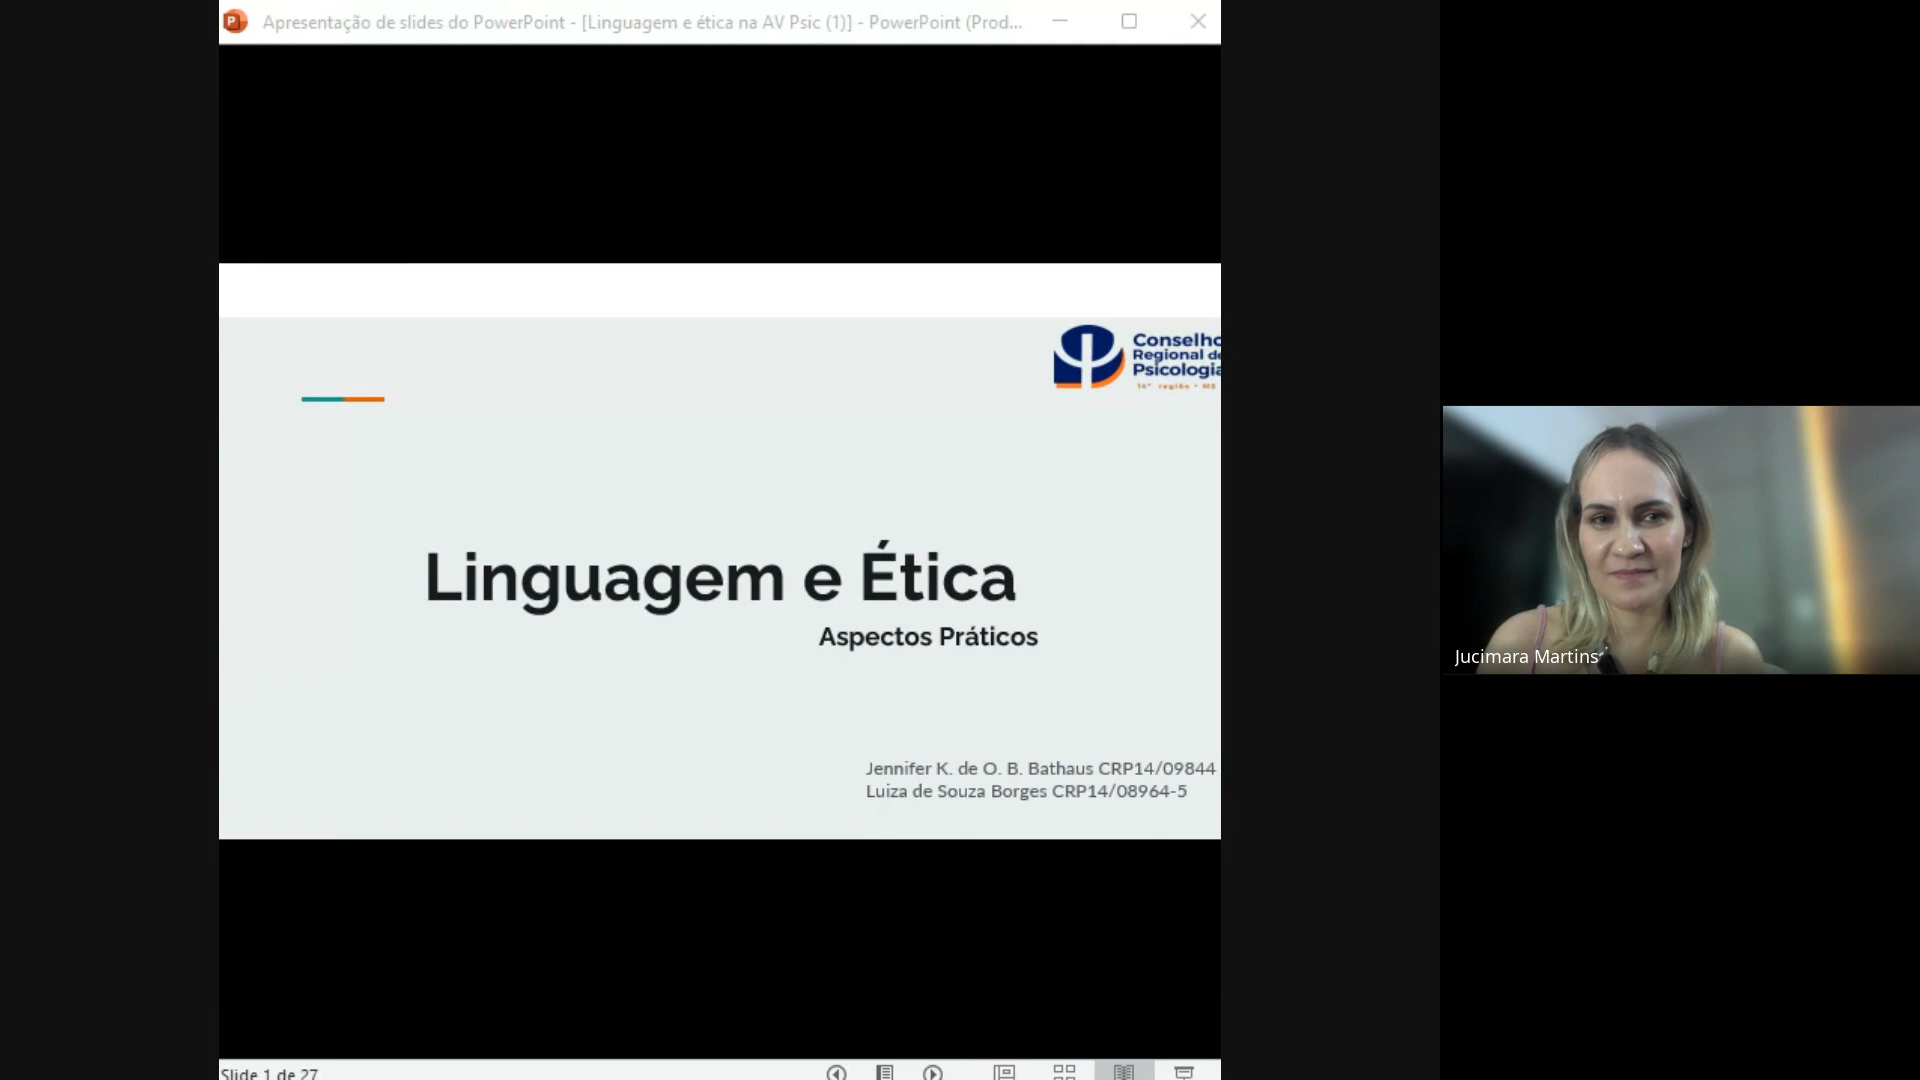 Apresentação de slides do PowerPoint - [Linguagem e ética na AV Psic (1)] - PowerPoint (Prod...
Conselho
Regional de
Psicologia
14ª região • MS
Linguagem e Ética
Aspectos Práticos
Jennifer K. de O. B. Bathaus CRP14/09844
Luiza de Souza Borges CRP14/08964-5
Jucimara Martins
Slide 1 de 27